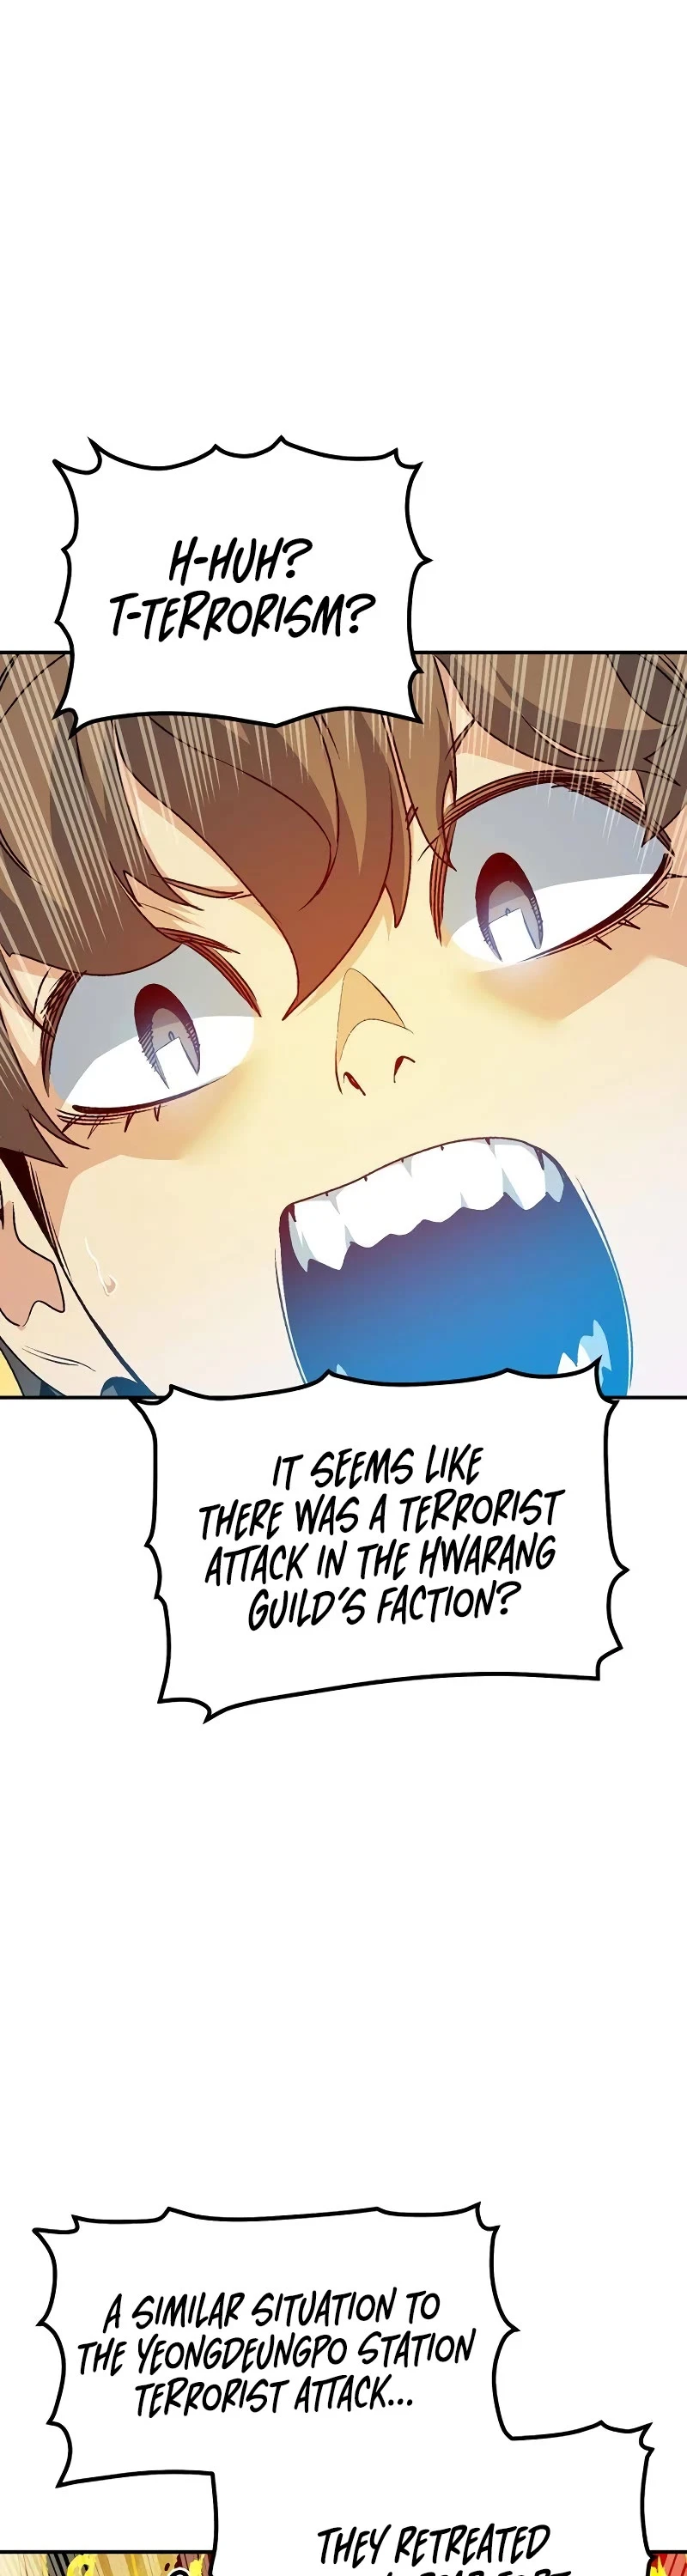 H-HUH?
T-TERRORISM?
IT SEEMS LIKE
THERE WAS A TERRORIST
ATTACK IN THE HWARANG
GUILD'S FACTION?
A SIMILAR SITUATION TO
THE YEONGDEUNGPO STATION
TERRORIST ATTACK...
THEY RETREATED